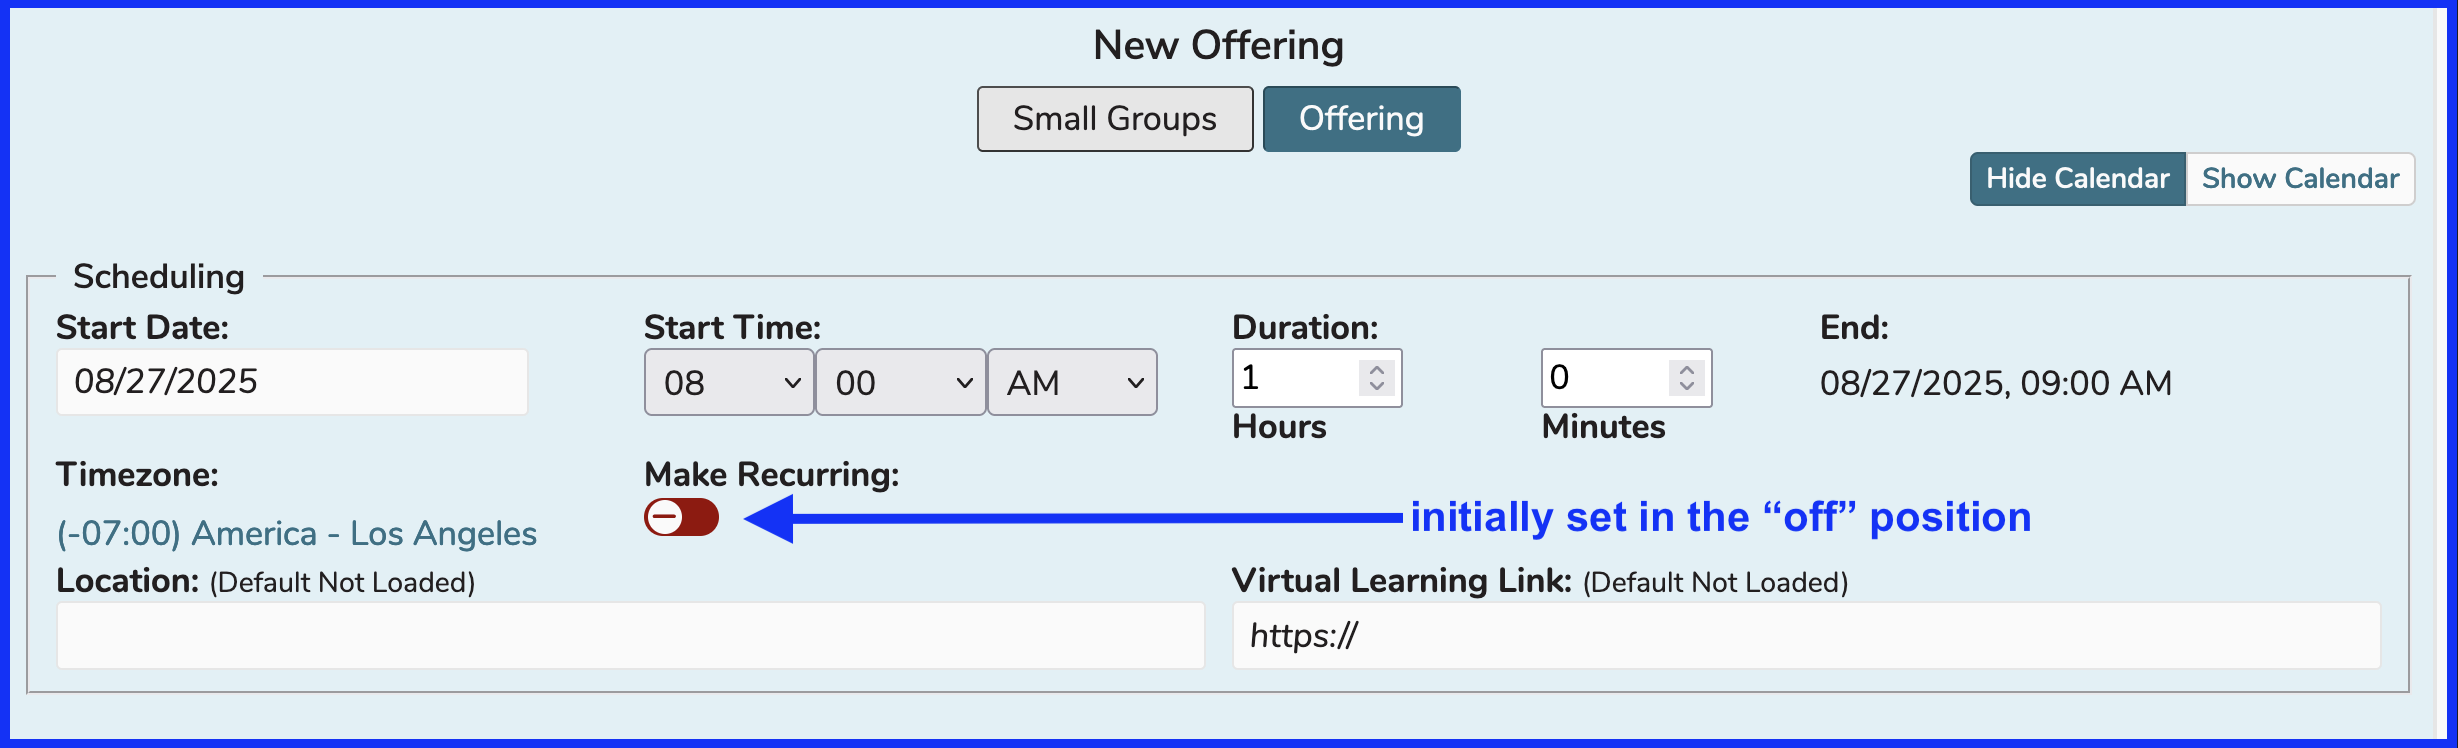 New Offering
Small Groups Offering
Hide Calendar Show Calendar
Scheduling
Start Date: Start Time: Duration: End:
08/27/2025 08 00 AM 1 0 08/27/2025, 09:00 AM
Hours Minutes
Timezone: Make Recurring:
(-07:00) America - Los Angeles initially set in the “off” position
Location: (Default Not Loaded) Virtual Learning Link: (Default Not Loaded)
https://